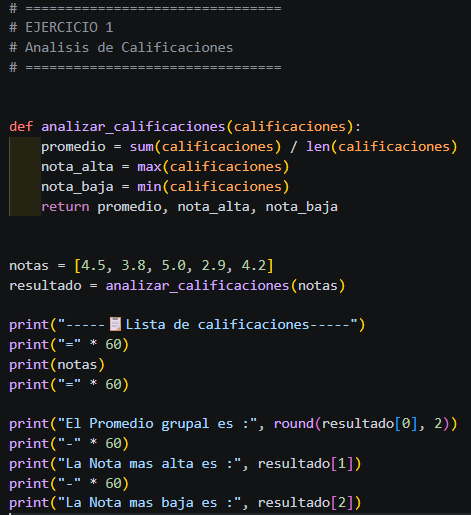 # ================================
# EJERCICIO 1
# Analisis de Calificaciones
# ================================
def analizar_calificaciones(calificaciones):
    promedio = sum(calificaciones) / len(calificaciones)
    nota_alta = max(calificaciones)
    nota_baja = min(calificaciones)
    return promedio, nota_alta, nota_baja
notas = [4.5, 3.8, 5.0, 2.9, 4.2]
resultado = analizar_calificaciones(notas)
print("-----📋Lista de calificaciones-----")
print("=" * 60)
print(notas)
print("=" * 60)
print("El Promedio grupal es :", round(resultado[0], 2))
print("-" * 60)
print("La Nota mas alta es :", resultado[1])
print("-" * 60)
print("La Nota mas baja es :", resultado[2])